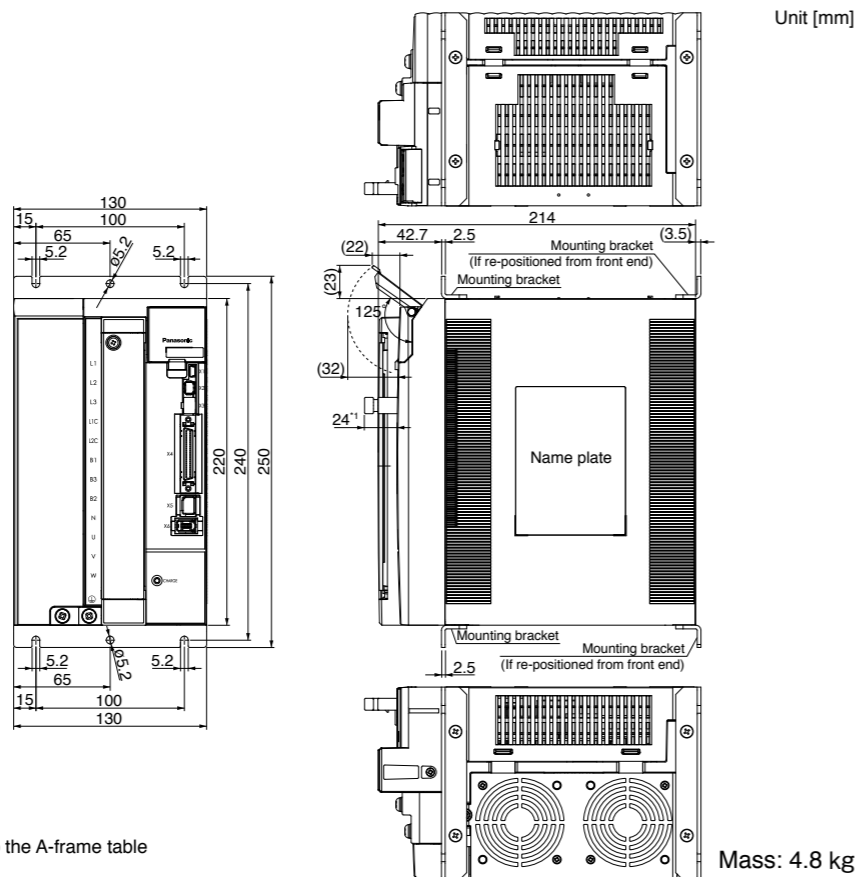 Unit [mm]
130
15
100
65
5.2
ø5.2
5.2
Panasonic
L1
L2
L3
L1C
L2C
B1
B3
B2
N
U
V
W
X1
X2
X3
X4
X5
X6
CHARGE
220
240
250
5.2
ø5.2
5.2
65
15
100
130
214
(22)
42.7
2.5
(3.5)
Mounting bracket
(If re-positioned from front end)
Mounting bracket
(23)
125°
(32)
24*1
Name plate
Mounting bracket
Mounting bracket
(If re-positioned from front end)
2.5
the A-frame table
Mass: 4.8 kg